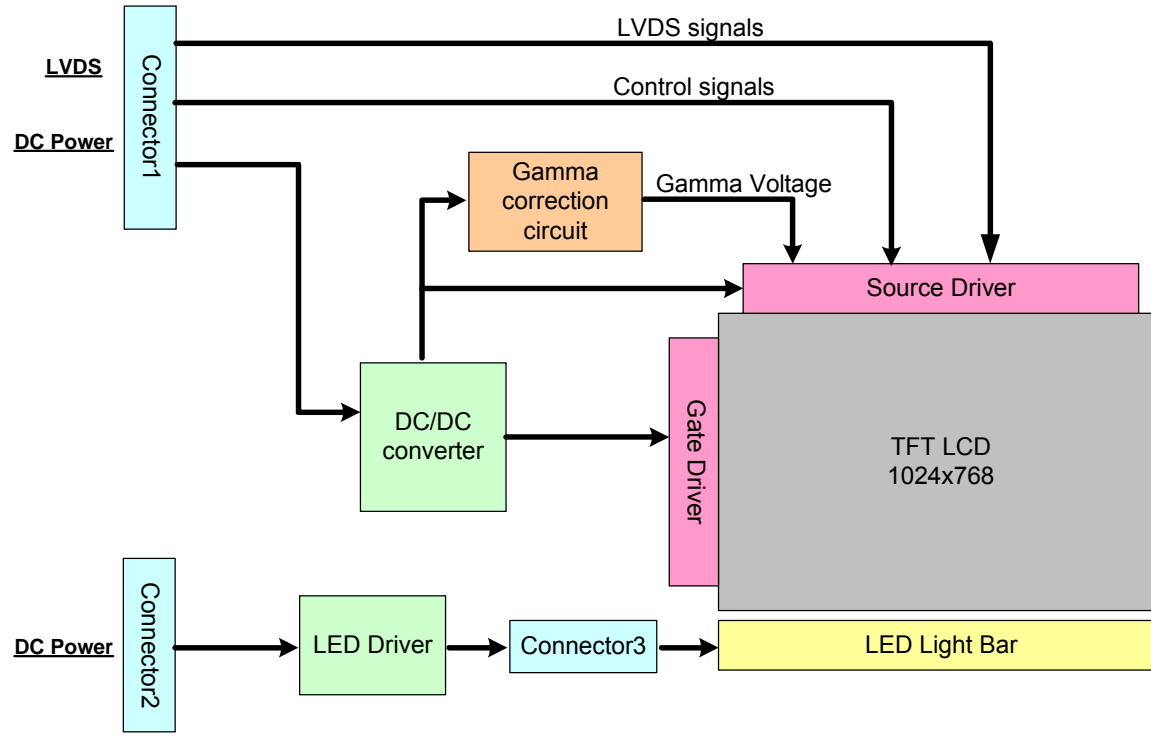 LVDS signals
LVDS
Connector1
Control signals
DC Power
Gamma
correction
circuit
Gamma Voltage
Source Driver
DC/DC
converter
Gate Driver
TFT LCD
1024x768
Connector2
DC Power
LED Driver
Connector3
LED Light Bar